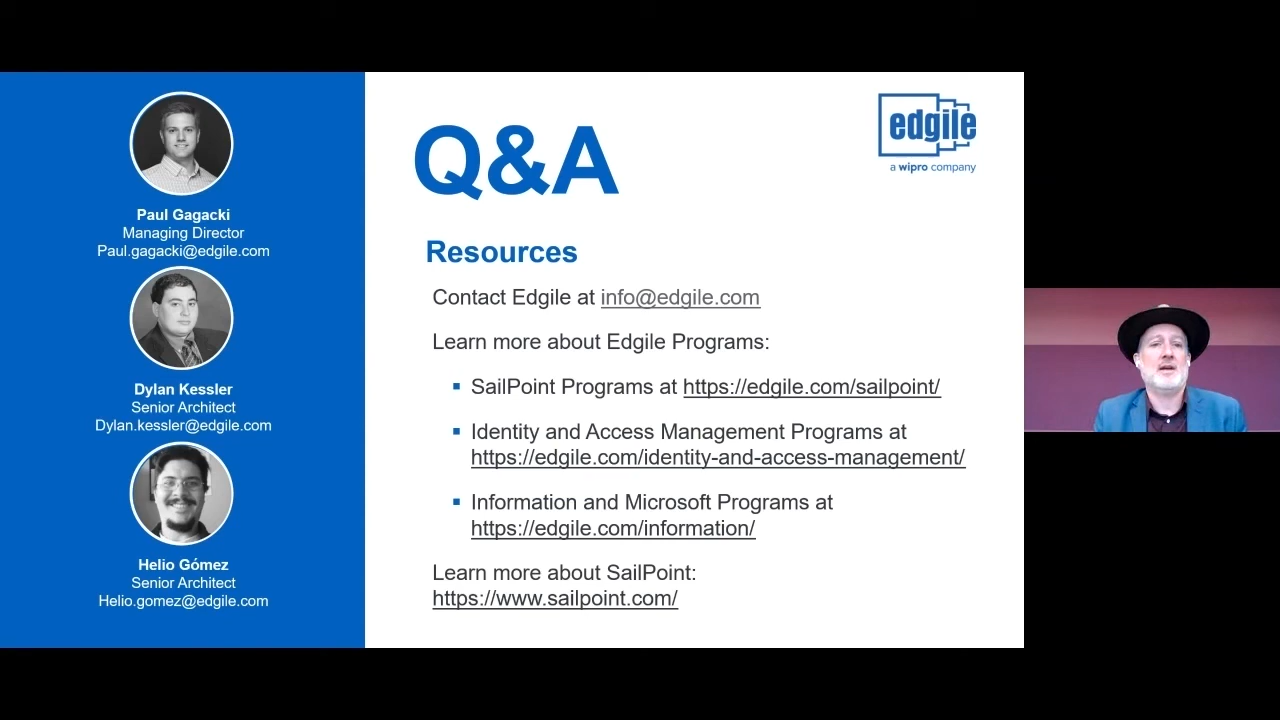 Paul Gagacki
Managing Director
Paul.gagacki@edgile.com
Dylan Kessler
Senior Architect
Dylan.kessler@edgile.com
Helio Gómez
Senior Architect
Helio.gomez@edgile.com
edgile
a wipro company
Q&A
Resources
Contact Edgile at info@edgile.com
Learn more about Edgile Programs:
▪ SailPoint Programs at https://edgile.com/sailpoint/
▪ Identity and Access Management Programs at
https://edgile.com/identity-and-access-management/
▪ Information and Microsoft Programs at
https://edgile.com/information/
Learn more about SailPoint:
https://www.sailpoint.com/